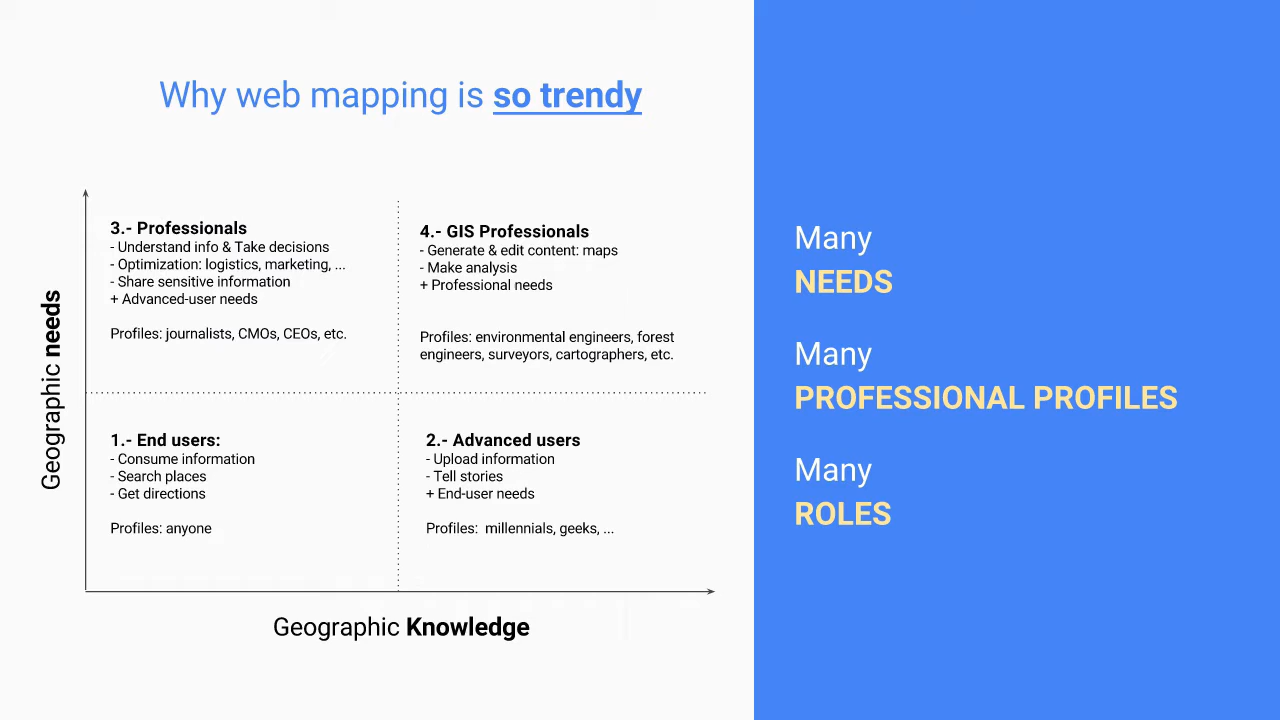 Why web mapping is so trendy
3.- Professionals
- Understand info & Take decisions
- Optimization: logistics, marketing, ...
- Share sensitive information
+ Advanced-user needs
Profiles: journalists, CMOs, CEOs, etc.
4.- GIS Professionals
- Generate & edit content: maps
- Make analysis
+ Professional needs
Profiles: environmental engineers, forest
engineers, surveyors, cartographers, etc.
Geographic needs
1.- End users:
- Consume information
- Search places
- Get directions
Profiles: anyone
2.- Advanced users
- Upload information
- Tell stories
+ End-user needs
Profiles:  millennials, geeks, ...
Geographic Knowledge
Many
NEEDS
Many
PROFESSIONAL PROFILES
Many
ROLES